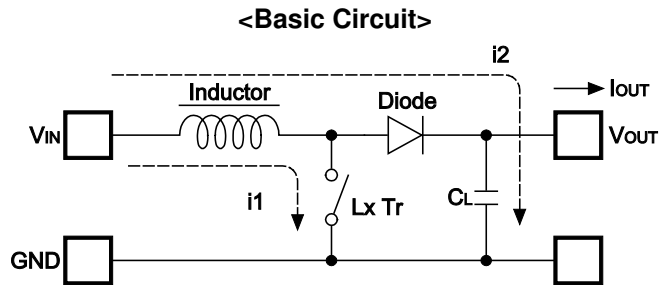 <Basic Circuit>
i2
Inductor
Diode
IOUT
VIN
VOUT
i1
Lx Tr
CL
GND